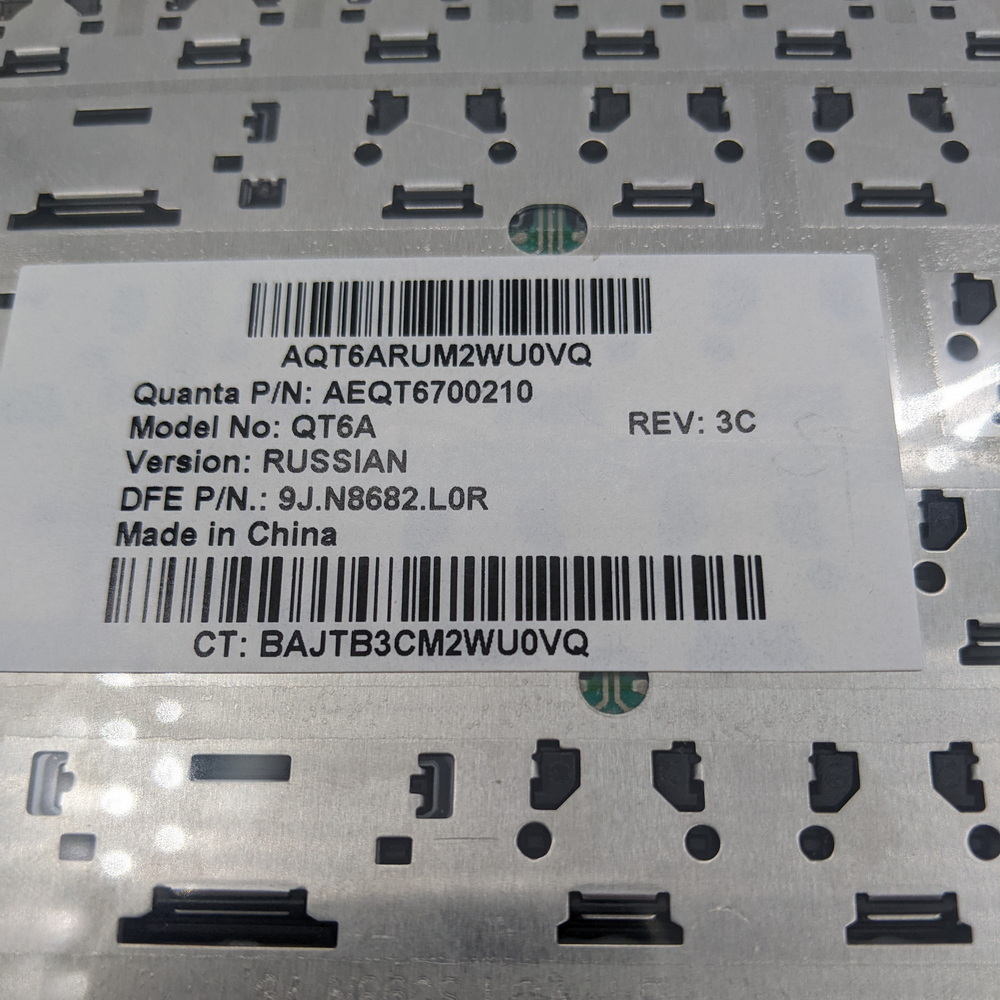 AQT6ARUM2WU0VQ
Quanta P/N: AEQT6700210
Model No: QT6A REV: 3C
Version: RUSSIAN
DFE P/N.: 9J.N8682.L0R
Made in China
CT: BAJTB3CM2WU0VQ